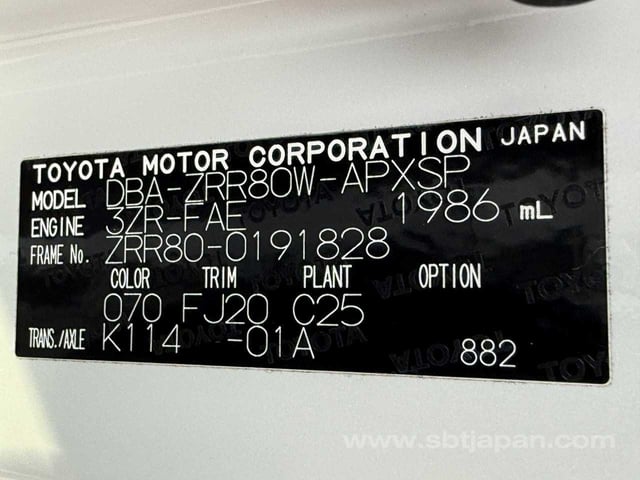 TOYOTA MOTOR CORPORATION JAPAN
MODEL DBA-ZRR80W-APXSP
ENGINE 3ZR-FAE 1986 mL
FRAME No. ZRR80-0191828
COLOR TRIM PLANT OPTION
070 FJ20 C25
TRANS./AXLE K114 -01A 882
www.sbtjapan.com